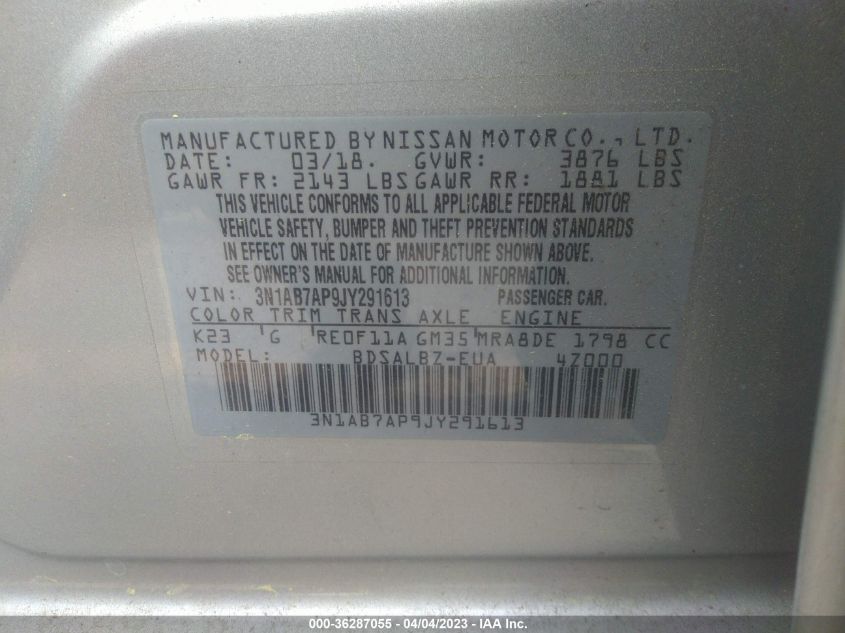 MANUFACTURED BY NISSAN MOTOR CO., LTD.
DATE: 03/18. GVWR: 3876 LBS
GAWR FR: 2143 LBS GAWR RR: 1881 LBS
THIS VEHICLE CONFORMS TO ALL APPLICABLE FEDERAL MOTOR
VEHICLE SAFETY, BUMPER AND THEFT PREVENTION STANDARDS
IN EFFECT ON THE DATE OF MANUFACTURE SHOWN ABOVE.
SEE OWNER'S MANUAL FOR ADDITIONAL INFORMATION.
VIN: 3N1AB7AP9JY291613 PASSENGER CAR.
COLOR TRIM TRANS AXLE ENGINE
K23 G RE0F11A GM35 MRA8DE 1798 CC
MODEL: BDSALBZ-EUA 4Z000
3N1AB7AP9JY291613
000-36287055 - 04/04/2023 - IAA Inc.